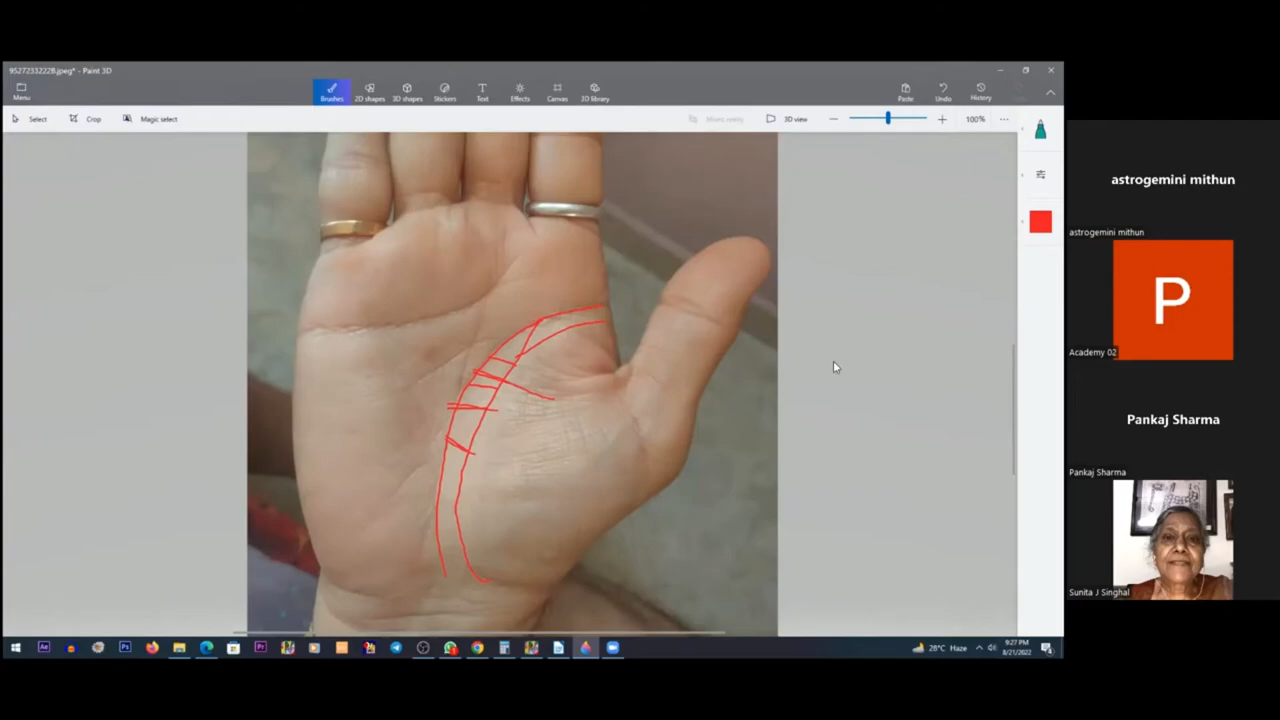 95272332228.jpeg* - Paint 3D
Menu
Brushes
2D shapes
3D shapes
Stickers
Text
Effects
Canvas
3D library
Paste
Undo
History
Select
Crop
Magic select
3D view
100%
astrogemini mithun
astrogemini mithun
P
Academy 02
Pankaj Sharma
Pankaj Sharma
Sunita J Singhal
28°C Haze
9:27 PM
8/21/2022